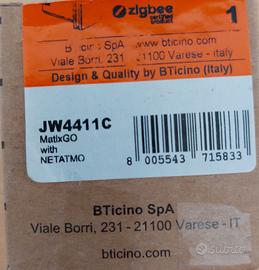 zigbee
certified
product
1
BTicino SpA
www.bticino.com
Viale Borri, 231 - 21100 Varese - italy
Design & Quality by BTicino (Italy)
JW4411C
MatixGO
with
NETATMO
8 005543 715833
BTicino SpA
Viale Borri, 231 - 21100 Varese - IT
bticino.com
Subito